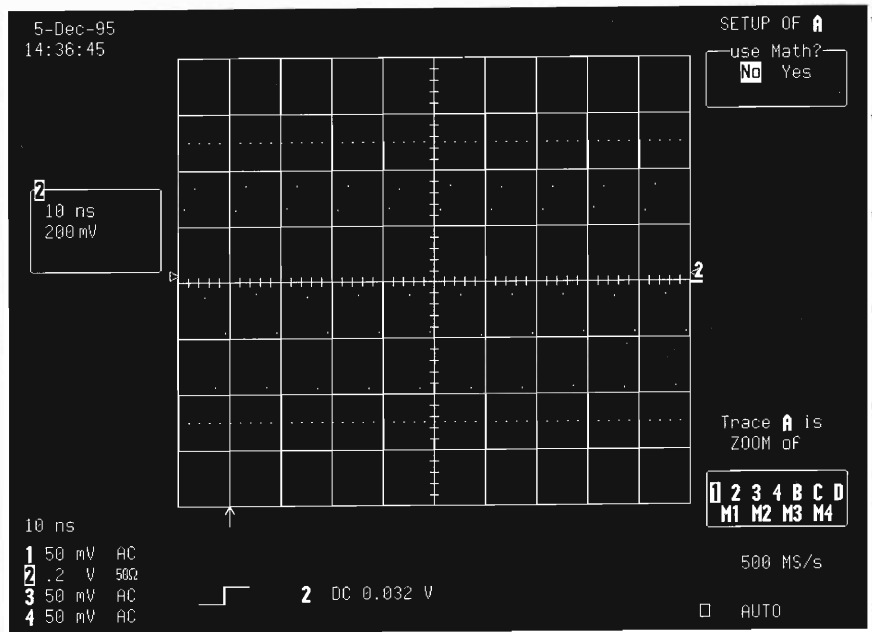 5-Dec-95
14:36:45
SETUP OF A
use Math?
No Yes
2
10 ns
200 mV
2
Trace A is
ZOOM of
1 2 3 4 B C D
M1 M2 M3 M4
10 ns
1 50 mV AC
2 .2 V 50Ω
3 50 mV AC
4 50 mV AC
2 DC 0.032 V
500 MS/s
AUTO